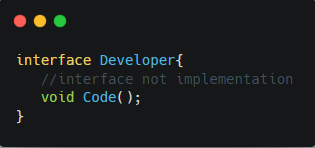 interface Developer{
//interface not implementation
void Code();
}